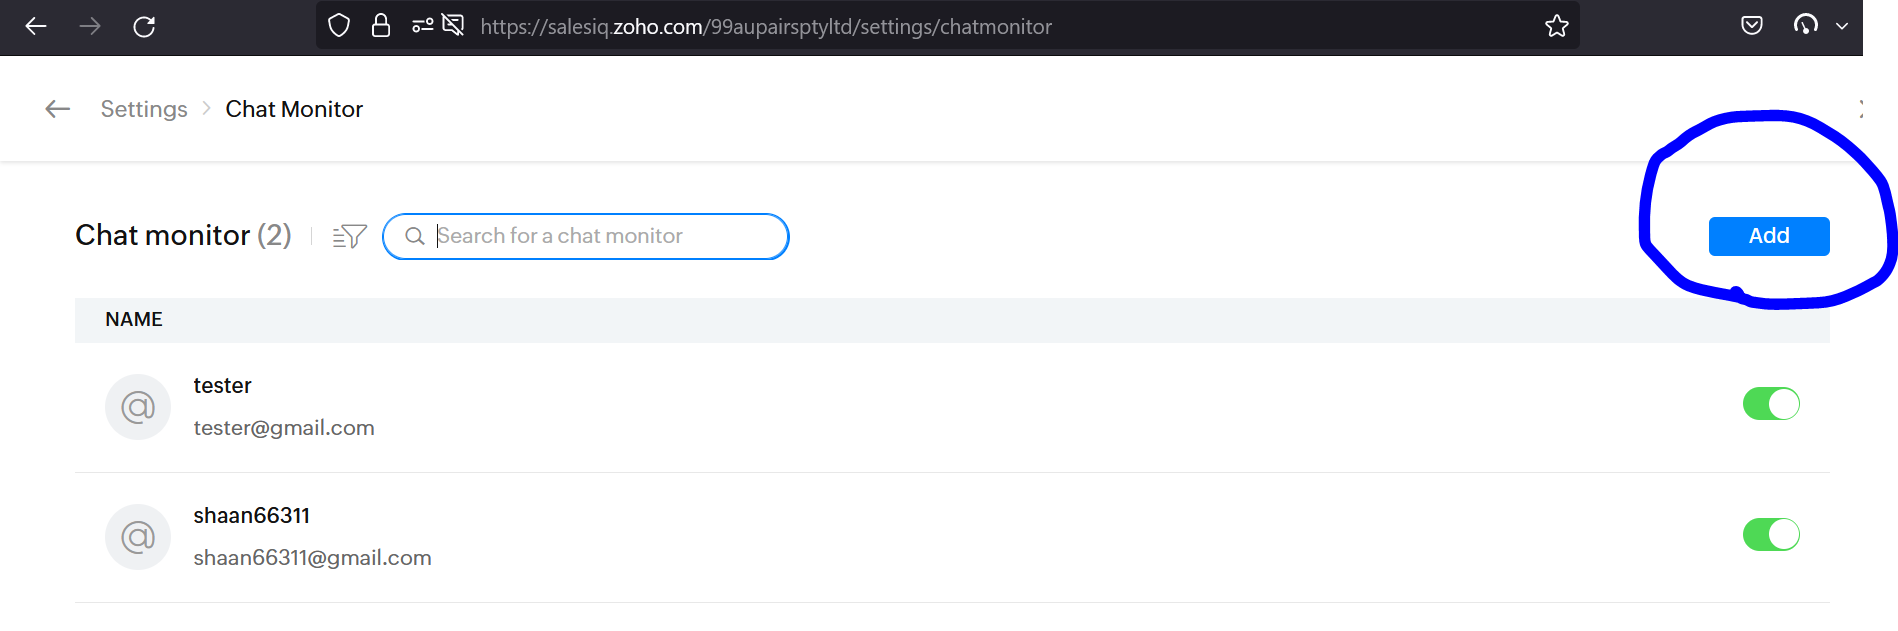 https://salesiq.zoho.com/99aupairsptyltd/settings/chatmonitor
Settings > Chat Monitor
Chat monitor (2) Search for a chat monitor Add
NAME
@ tester
tester@gmail.com
@ shaan66311
shaan66311@gmail.com